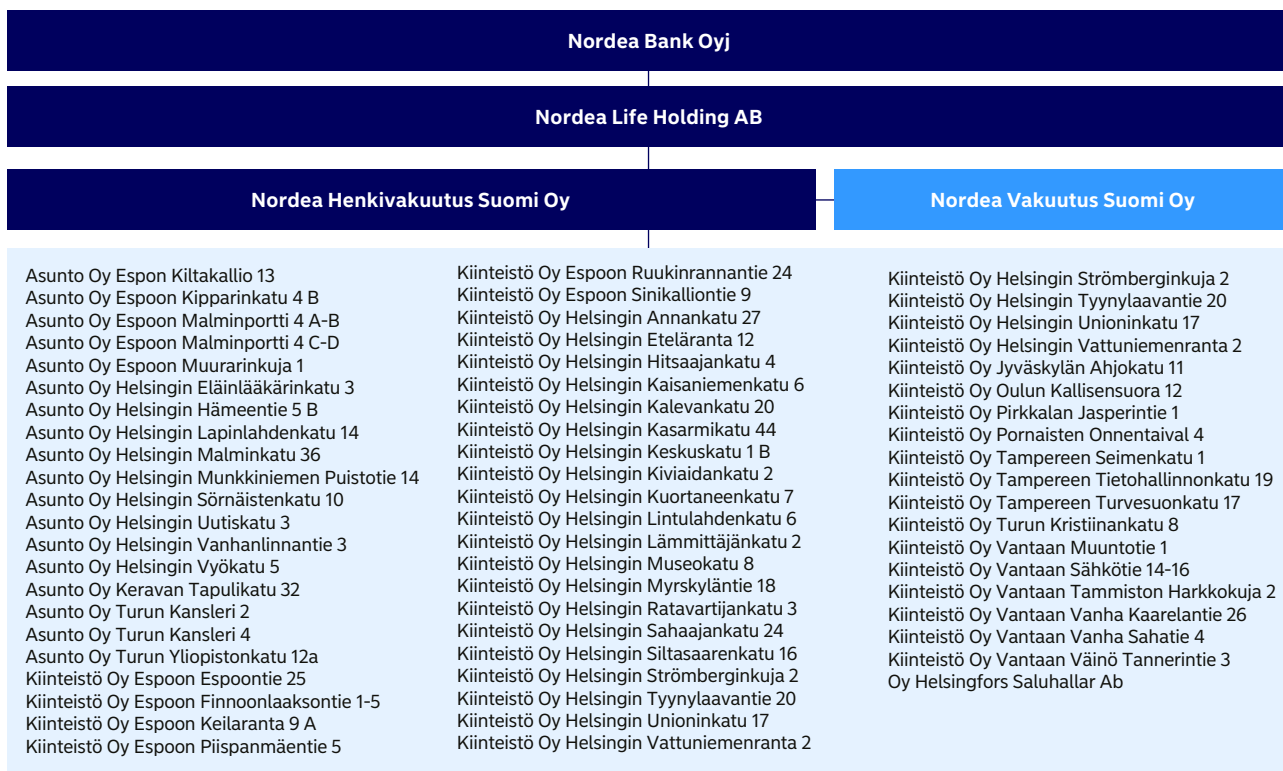 Nordea Bank Oyj
Nordea Life Holding AB
Nordea Henkivakuutus Suomi Oy
Nordea Vakuutus Suomi Oy
Asunto Oy Espon Kiltakallio 13
Asunto Oy Espoon Kipparinkatu 4 B
Asunto Oy Espoon Malminportti 4 A-B
Asunto Oy Espoon Malminportti 4 C-D
Asunto Oy Espoon Muurarinkuja 1
Asunto Oy Helsingin Eläinlääkärinkatu 3
Asunto Oy Helsingin Hämeentie 5 B
Asunto Oy Helsingin Lapinlahdenkatu 14
Asunto Oy Helsingin Malminkatu 36
Asunto Oy Helsingin Munkkiniemen Puistotie 14
Asunto Oy Helsingin Sörnäistenkatu 10
Asunto Oy Helsingin Uutiskatu 3
Asunto Oy Helsingin Vanhanlinnantie 3
Asunto Oy Helsingin Vyökatu 5
Asunto Oy Keravan Tapulikatu 32
Asunto Oy Turun Kansleri 2
Asunto Oy Turun Kansleri 4
Asunto Oy Turun Yliopistonkatu 12a
Kiinteistö Oy Espoon Espoontie 25
Kiinteistö Oy Espoon Finnoonlaaksontie 1-5
Kiinteistö Oy Espoon Keilaranta 9 A
Kiinteistö Oy Espoon Piispanmäentie 5
Kiinteistö Oy Espoon Ruukinrannantie 24
Kiinteistö Oy Espoon Sinikalliontie 9
Kiinteistö Oy Helsingin Annankatu 27
Kiinteistö Oy Helsingin Eteläranta 12
Kiinteistö Oy Helsingin Hitsaajankatu 4
Kiinteistö Oy Helsingin Kaisaniemenkatu 6
Kiinteistö Oy Helsingin Kalevankatu 20
Kiinteistö Oy Helsingin Kasarmikatu 44
Kiinteistö Oy Helsingin Keskuskatu 1 B
Kiinteistö Oy Helsingin Kiviaidankatu 2
Kiinteistö Oy Helsingin Kuortaneenkatu 7
Kiinteistö Oy Helsingin Lintulahdenkatu 6
Kiinteistö Oy Helsingin Lämmittäjänkatu 2
Kiinteistö Oy Helsingin Museokatu 8
Kiinteistö Oy Helsingin Myrskyläntie 18
Kiinteistö Oy Helsingin Ratavartijankatu 3
Kiinteistö Oy Helsingin Sahaajankatu 24
Kiinteistö Oy Helsingin Siltasaarenkatu 16
Kiinteistö Oy Helsingin Strömberginkuja 2
Kiinteistö Oy Helsingin Tyynylaavantie 20
Kiinteistö Oy Helsingin Unioninkatu 17
Kiinteistö Oy Helsingin Vattuniemenranta 2
Kiinteistö Oy Helsingin Strömberginkuja 2
Kiinteistö Oy Helsingin Tyynylaavantie 20
Kiinteistö Oy Helsingin Unioninkatu 17
Kiinteistö Oy Helsingin Vattuniemenranta 2
Kiinteistö Oy Jyväskylän Ahjokatu 11
Kiinteistö Oy Oulun Kallisensuora 12
Kiinteistö Oy Pirkkalan Jasperintie 1
Kiinteistö Oy Pornaisten Onnentaival 4
Kiinteistö Oy Tampereen Seimenkatu 1
Kiinteistö Oy Tampereen Tietohallinnonkatu 19
Kiinteistö Oy Tampereen Turvesuonkatu 17
Kiinteistö Oy Turun Kristiinankatu 8
Kiinteistö Oy Vantaan Muuntotie 1
Kiinteistö Oy Vantaan Sähkötie 14-16
Kiinteistö Oy Vantaan Tammiston Harkkokuja 2
Kiinteistö Oy Vantaan Vanha Kaarelantie 26
Kiinteistö Oy Vantaan Vanha Sahatie 4
Kiinteistö Oy Vantaan Väinö Tannerintie 3
Oy Helsingfors Saluhallar Ab